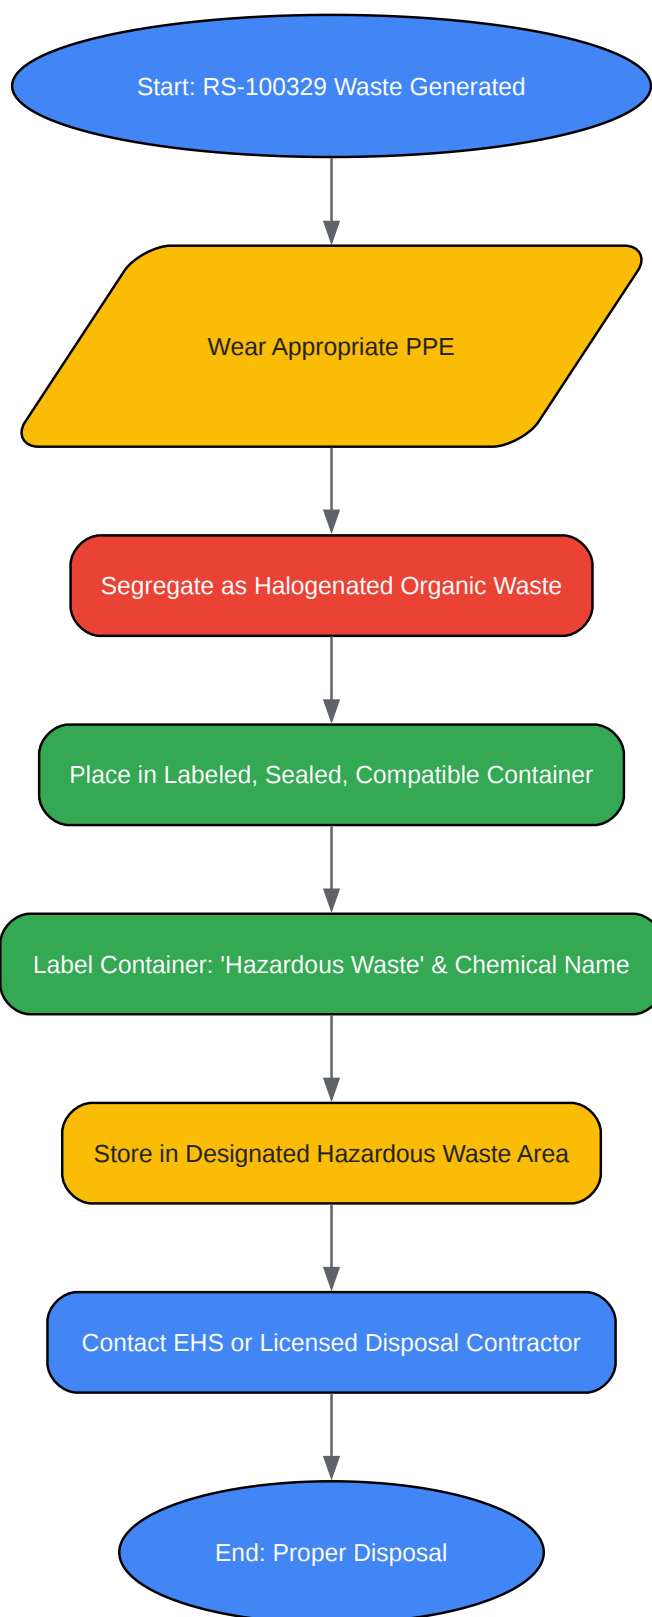 Start: RS-100329 Waste Generated
Wear Appropriate PPE
Segregate as Halogenated Organic Waste
Place in Labeled, Sealed, Compatible Container
Label Container: 'Hazardous Waste' & Chemical Name
Store in Designated Hazardous Waste Area
Contact EHS or Licensed Disposal Contractor
End: Proper Disposal